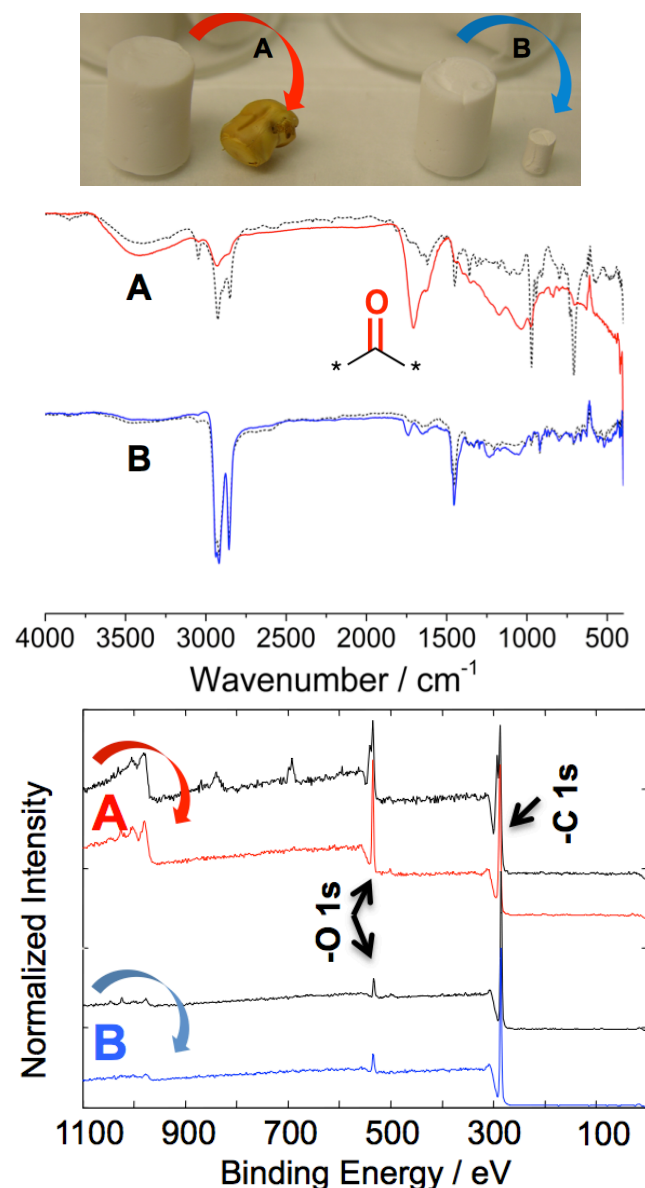 A
B
A
O
* *
B
4000 3500 3000 2500 2000 1500 1000 500
Wavenumber / cm⁻¹
Normalized Intensity
A
-O 1s
-C 1s
B
1100 900 700 500 300 100
Binding Energy / eV